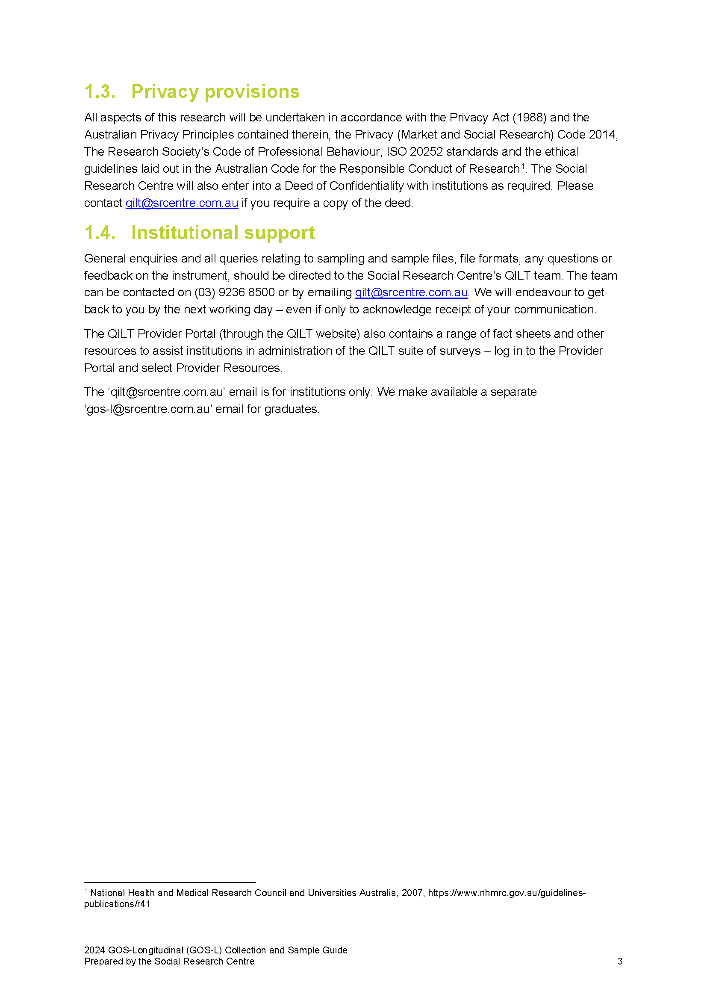 1.3. Privacy provisions
All aspects of this research will be undertaken in accordance with the Privacy Act (1988) and the
Australian Privacy Principles contained therein, the Privacy (Market and Social Research) Code 2014,
The Research Society’s Code of Professional Behaviour, ISO 20252 standards and the ethical
guidelines laid out in the Australian Code for the Responsible Conduct of Research¹. The Social
Research Centre will also enter into a Deed of Confidentiality with institutions as required. Please
contact qilt@srcentre.com.au if you require a copy of the deed.
1.4. Institutional support
General enquiries and all queries relating to sampling and sample files, file formats, any questions or
feedback on the instrument, should be directed to the Social Research Centre’s QILT team. The team
can be contacted on (03) 9236 8500 or by emailing qilt@srcentre.com.au. We will endeavour to get
back to you by the next working day – even if only to acknowledge receipt of your communication.
The QILT Provider Portal (through the QILT website) also contains a range of fact sheets and other
resources to assist institutions in administration of the QILT suite of surveys – log in to the Provider
Portal and select Provider Resources.
The ‘qilt@srcentre.com.au’ email is for institutions only. We make available a separate
‘gos-l@srcentre.com.au’ email for graduates.
¹ National Health and Medical Research Council and Universities Australia, 2007, https://www.nhmrc.gov.au/guidelines-
publications/r41
2024 GOS-Longitudinal (GOS-L) Collection and Sample Guide
Prepared by the Social Research Centre 3